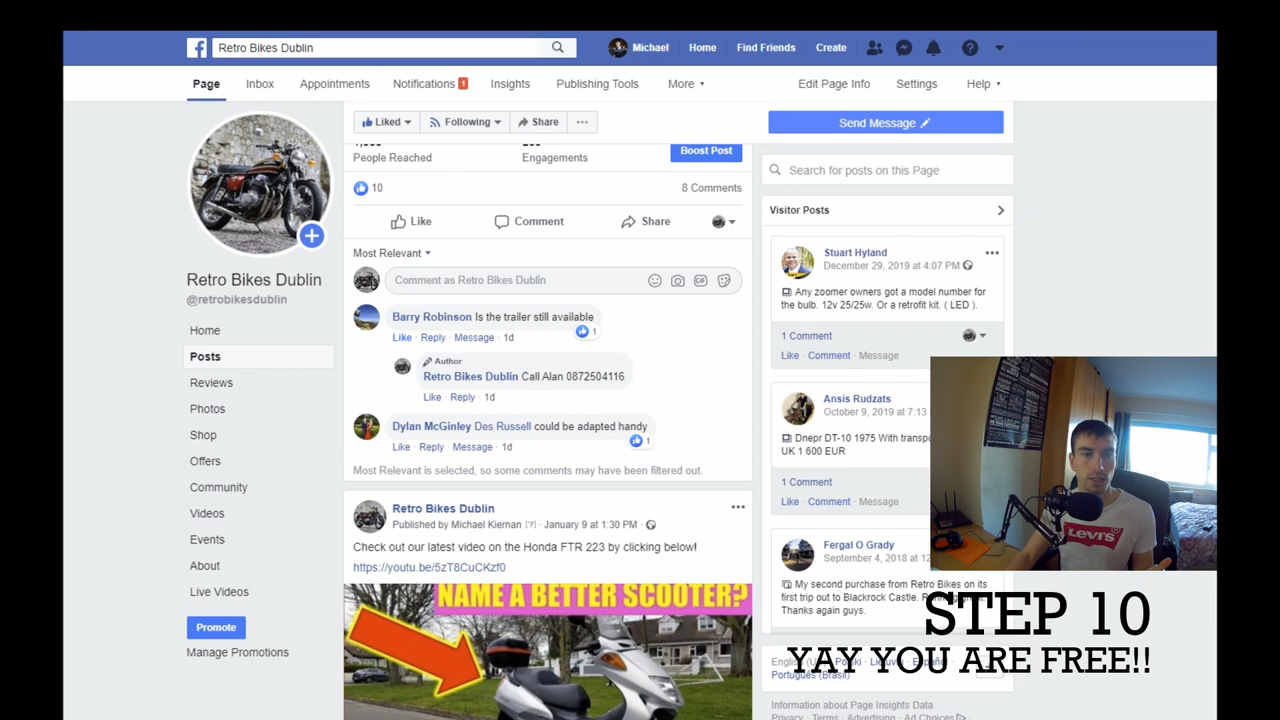 Retro Bikes Dublin
Michael Home Find Friends Create
Page Inbox Appointments Notifications 1 Insights Publishing Tools More Edit Page Info Settings Help
Liked Following Share ...
Send Message
People Reached Engagements Boost Post
Search for posts on this Page
10 8 Comments
Like Comment Share
Visitor Posts
Most Relevant
Comment as Retro Bikes Dublin
GIF
Stuart Hyland
December 29, 2019 at 4:07 PM
Any zoomer owners got a model number for
the bulb. 12v 25/25w. Or a retrofit kit. ( LED ).
1 Comment
Like · Comment · Message
Retro Bikes Dublin
@retrobikesdublin
Home
Posts
Reviews
Photos
Shop
Offers
Community
Videos
Events
About
Live Videos
Promote
Manage Promotions
Barry Robinson Is the trailer still available
1
Like · Reply · Message · 1d
Author
Retro Bikes Dublin Call Alan 0872504116
Like · Reply · 1d
Dylan McGinley Des Russell could be adapted handy
1
Like · Reply · Message · 1d
Most Relevant is selected, so some comments may have been filtered out.
Retro Bikes Dublin
Published by Michael Kiernan [?] · January 9 at 1:30 PM ·
Check out our latest video on the Honda FTR 223 by clicking below!
https://youtu.be/5zT8CuCKzf0
NAME A BETTER SCOOTER?
Ansis Rudzats
October 9, 2019 at 7:13
Dnepr DT-10 1975 With
UK 1 600 EUR
1 Comment
Like · Comment · Message
Fergal O Grady
September 4, 2018 at
My second purchase from Retro Bikes on its
first trip out to Blackrock Castle.
Thanks again guys.
Levi's
STEP 10
YAY YOU ARE FREE!!
Português (Brasil)
Information about Page Insights Data
Privacy · Terms · Advertising · Ad Choices